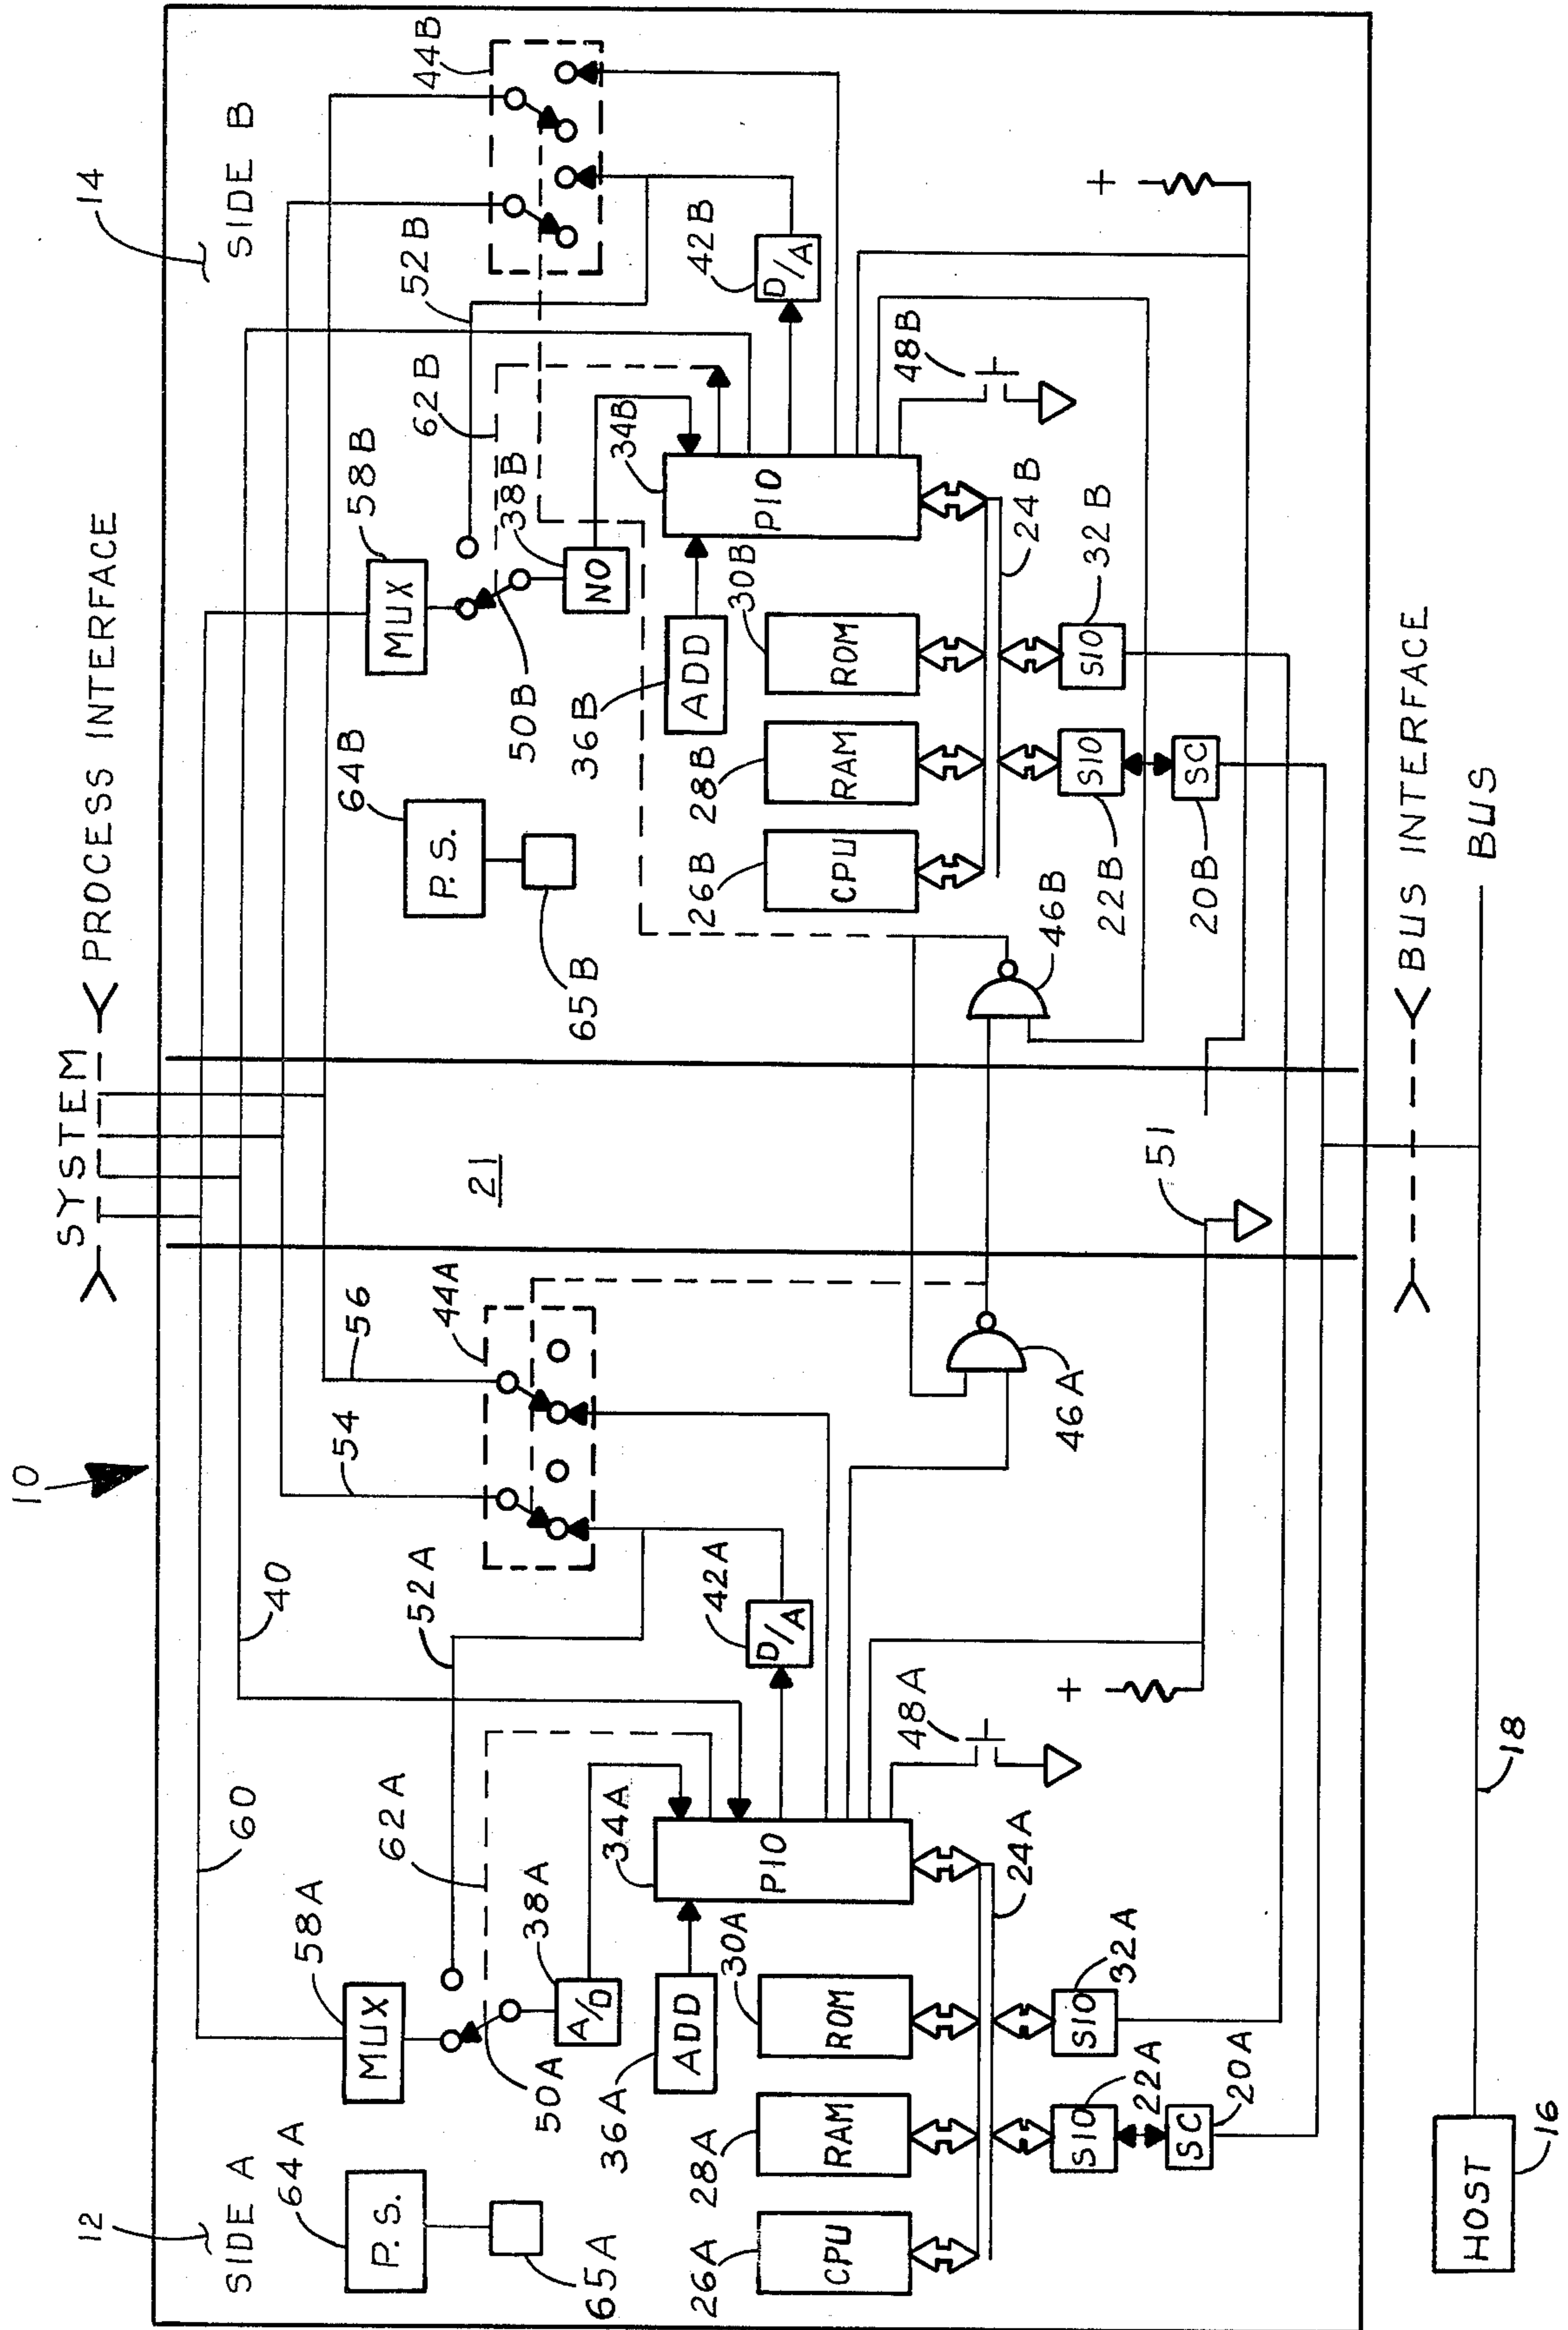 10
SYSTEM
PROCESS INTERFACE
12
14
SIDE A
SIDE B
60
40
54
56
64A
P.S.
65A
58A
MUX
62A
52A
44A
21
64B
P.S.
65B
58B
MUX
62B
52B
44B
50A
38A
A/D
50B
38B
NO
36A
ADD
34A
PIO
42A
D/A
36B
ADD
34B
PIO
42B
D/A
26A
CPU
28A
RAM
30A
ROM
26B
CPU
28B
RAM
30B
ROM
48A
+
46A
46B
48B
+
24A
24B
SIO
22A
SIO
32A
51
SIO
22B
SIO
32B
SC
20A
SC
20B
BUS INTERFACE
HOST
16
18
BUS